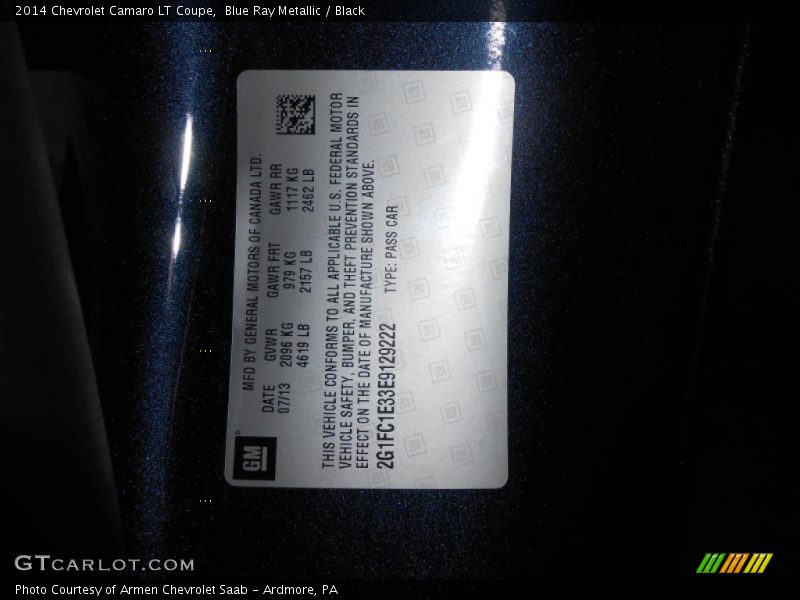 2014 Chevrolet Camaro LT Coupe, Blue Ray Metallic / Black
MFD BY GENERAL MOTORS OF CANADA LTD.
DATE GVWR GAWR FRT GAWR RR
07/13 2096 KG 979 KG 1117 KG
4619 LB 2157 LB 2462 LB
THIS VEHICLE CONFORMS TO ALL APPLICABLE U.S. FEDERAL MOTOR
VEHICLE SAFETY, BUMPER, AND THEFT PREVENTION STANDARDS IN
EFFECT ON THE DATE OF MANUFACTURE SHOWN ABOVE.
2G1FC1E33E9129222 TYPE: PASS CAR
GM
GTCARLOT.COM
Photo Courtesy of Armen Chevrolet Saab - Ardmore, PA